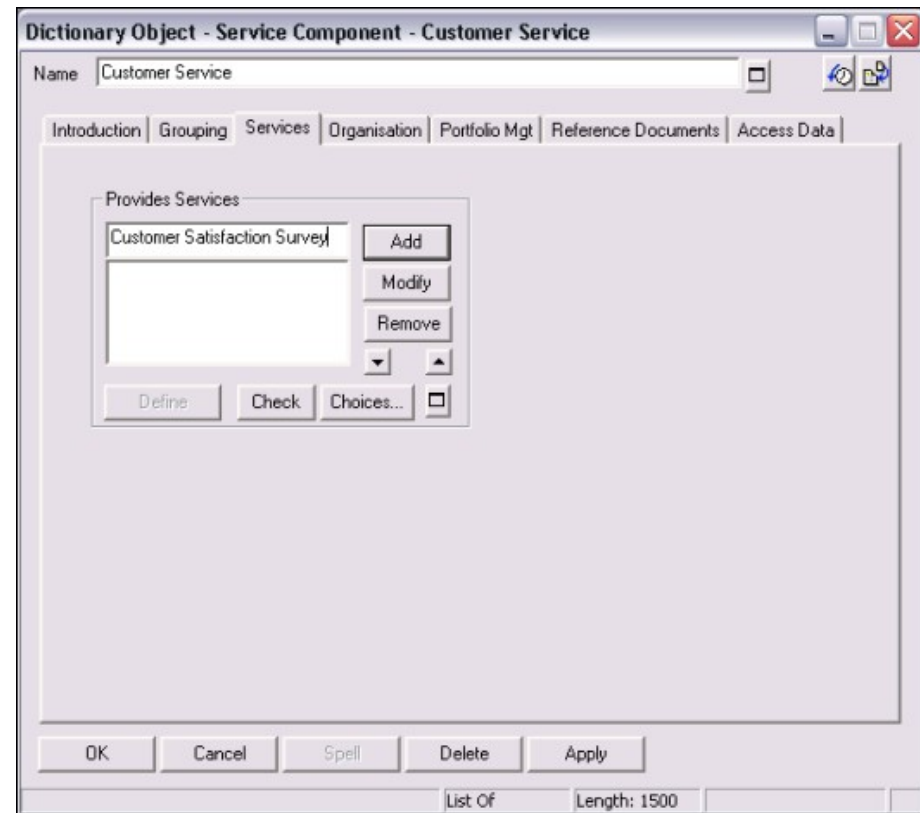 Dictionary Object - Service Component - Customer Service
Name Customer Service
Introduction Grouping Services Organisation Portfolio Mgt Reference Documents Access Data
Provides Services
Customer Satisfaction Survey Add
Modify
Remove
Define Check Choices...
OK Cancel Spell Delete Apply
List Of Length: 1500